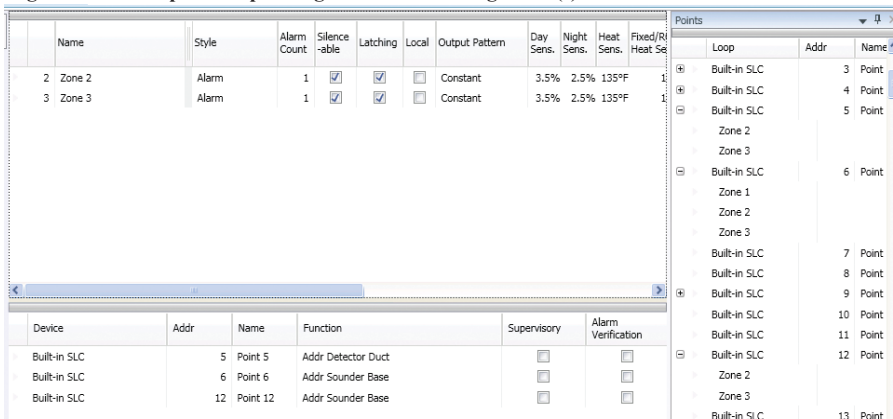 Points
Name Style Alarm Count Silence -able Latching Local Output Pattern Day Sens. Night Sens. Heat Sens. Heat Se
2 Zone 2 Alarm 1 Constant 3.5% 2.5% 135°F 1
3 Zone 3 Alarm 1 Constant 3.5% 2.5% 135°F 1
Device Addr Name Function Supervisory Alarm Verification
Built-in SLC 5 Point 5 Addr Detector Duct
Built-in SLC 6 Point 6 Addr Sounder Base
Built-in SLC 12 Point 12 Addr Sounder Base
Loop Addr Name
Built-in SLC 3 Point
Built-in SLC 4 Point
Built-in SLC 5 Point
Zone 2
Zone 3
Built-in SLC 6 Point
Zone 1
Zone 2
Zone 3
Built-in SLC 7 Point
Built-in SLC 8 Point
Built-in SLC 9 Point
Built-in SLC 10 Point
Built-in SLC 11 Point
Built-in SLC 12 Point
Zone 2
Zone 3
Built-in SLC 13 Point